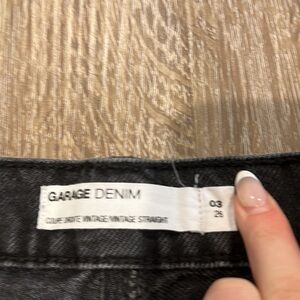 GARAGE DENIM
COUPE DROITE VINTAGE/VINTAGE STRAIGHT
03
26